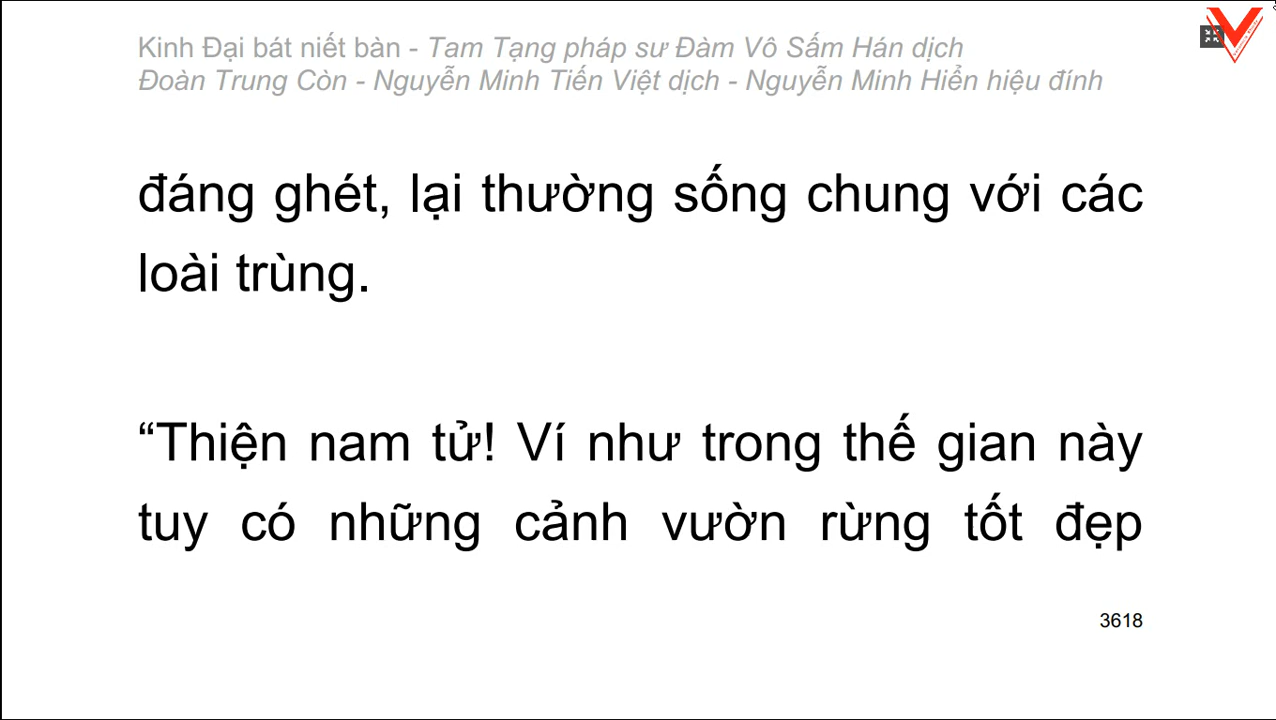 Kinh Đại bát niết bàn - Tam Tạng pháp sư Đàm Vô Sấm Hán dịch
Đoàn Trung Còn - Nguyễn Minh Tiến Việt dịch - Nguyễn Minh Hiển hiệu đính
đáng ghét, lại thường sống chung với các
loài trùng.
“Thiện nam tử! Ví như trong thế gian này
tuy có những cảnh vườn rừng tốt đẹp
3618